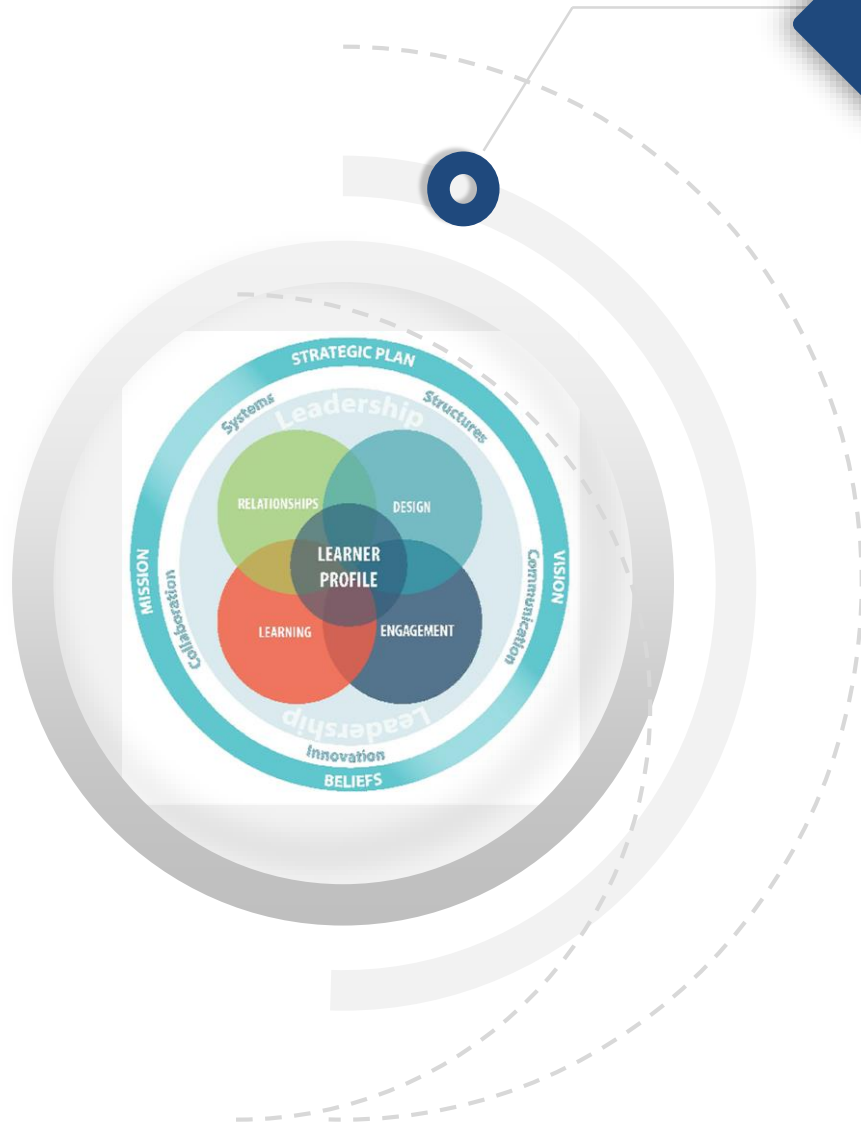 STRATEGIC PLAN
Systems
Structures
Leadership
RELATIONSHIPS
DESIGN
LEARNER
PROFILE
MISSION
VISION
Collaboration
Communication
LEARNING
ENGAGEMENT
Leadership
Innovation
BELIEFS